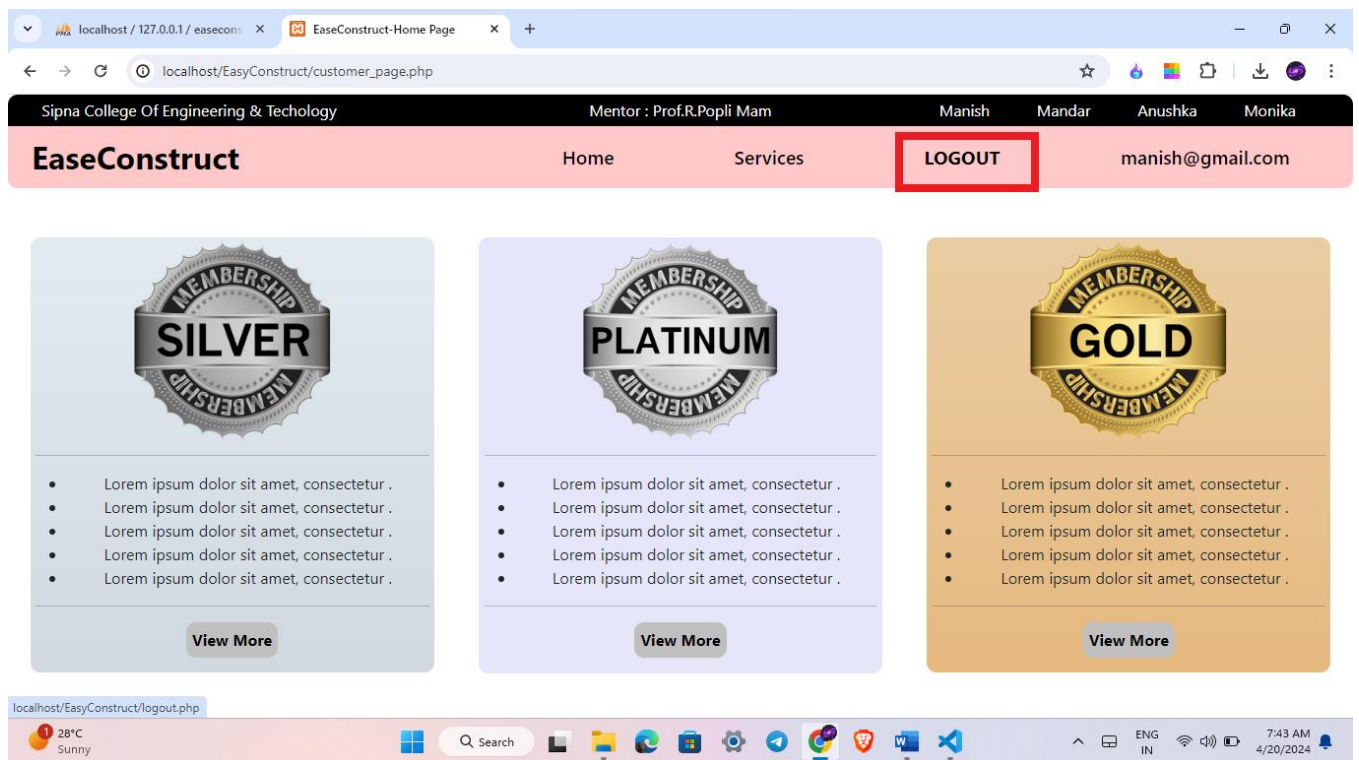 localhost / 127.0.0.1 / easecons
EaseConstruct-Home Page
localhost/EasyConstruct/customer_page.php
Sipna College Of Engineering & Techology Mentor : Prof.R.Popli Mam Manish Mandar Anushka Monika
EaseConstruct Home Services LOGOUT manish@gmail.com
MEMBERSHIP
SILVER
MEMBERSHIP
Lorem ipsum dolor sit amet, consectetur .
Lorem ipsum dolor sit amet, consectetur .
Lorem ipsum dolor sit amet, consectetur .
Lorem ipsum dolor sit amet, consectetur .
Lorem ipsum dolor sit amet, consectetur .
View More
MEMBERSHIP
PLATINUM
MEMBERSHIP
Lorem ipsum dolor sit amet, consectetur .
Lorem ipsum dolor sit amet, consectetur .
Lorem ipsum dolor sit amet, consectetur .
Lorem ipsum dolor sit amet, consectetur .
Lorem ipsum dolor sit amet, consectetur .
View More
MEMBERSHIP
GOLD
MEMBERSHIP
Lorem ipsum dolor sit amet, consectetur .
Lorem ipsum dolor sit amet, consectetur .
Lorem ipsum dolor sit amet, consectetur .
Lorem ipsum dolor sit amet, consectetur .
Lorem ipsum dolor sit amet, consectetur .
View More
localhost/EasyConstruct/logout.php
1
28°C
Sunny
Search
ENG
IN
7:43 AM
4/20/2024